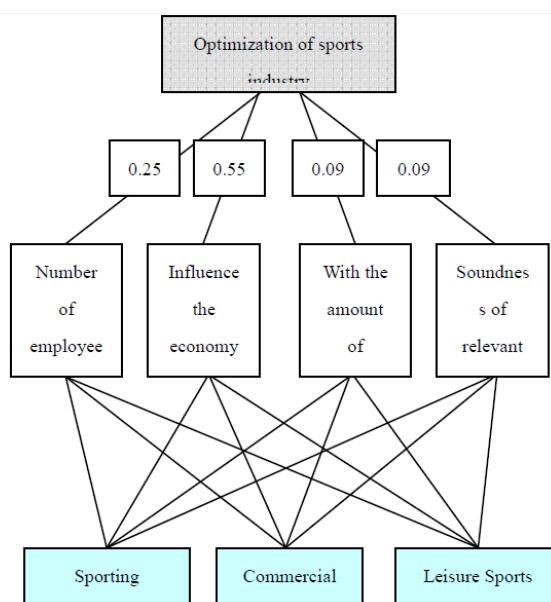 Optimization of sports
industry
0.25
0.55
0.09
0.09
Number
of
employee
Influence
the
economy
With the
amount
of
Soundnes
s of
relevant
Sporting
Commercial
Leisure Sports